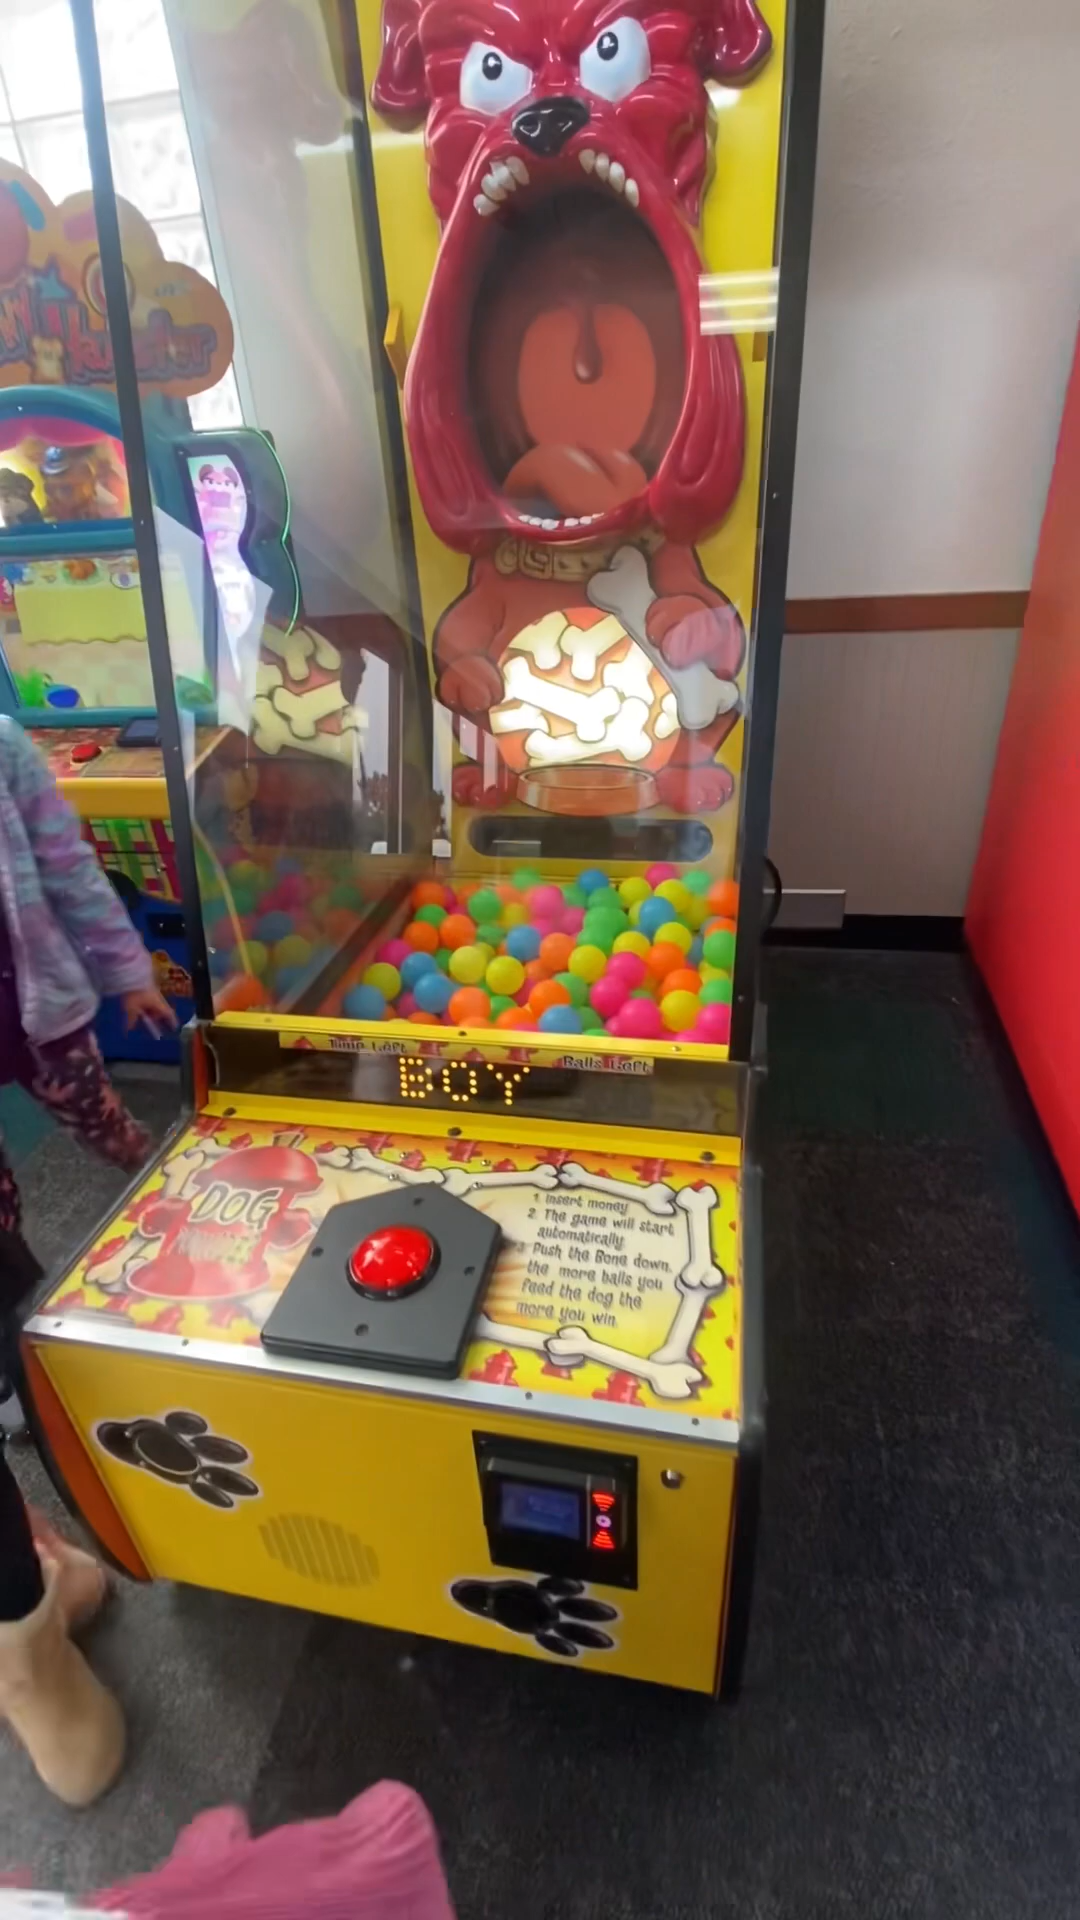 Time Left
Balls Left
BOY
DOG
1. Insert money
2. The game will start
automatically.
3. Push the Bone down.
the more balls you
feed the dog the
more you win.